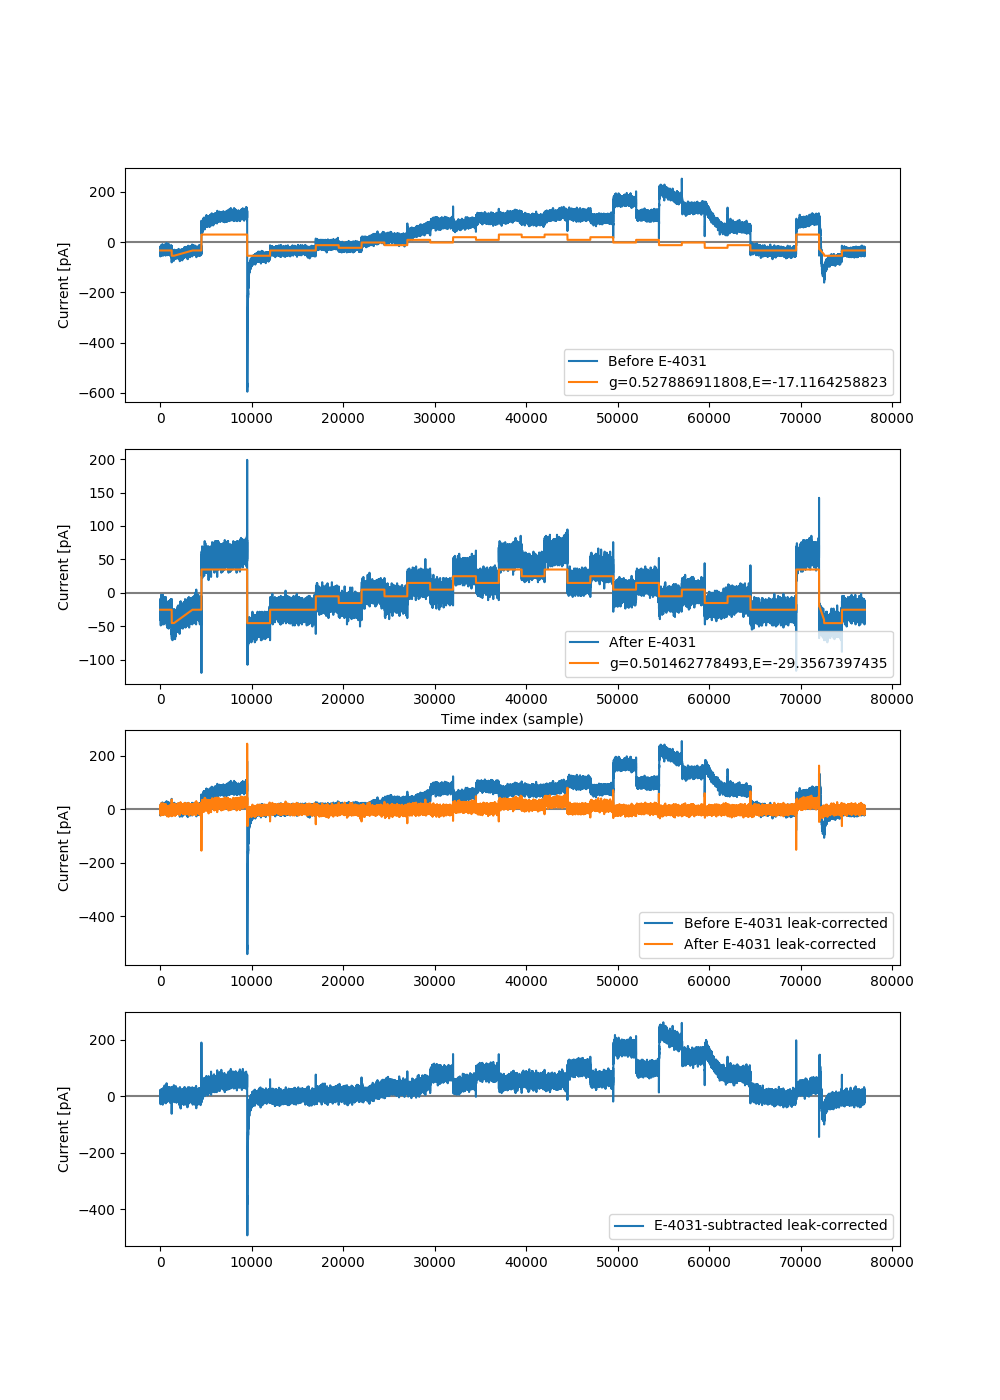 200
0
−200
−400
−600
Current [pA]
Before E-4031
g=0.527886911808,E=-17.1164258823
0 10000 20000 30000 40000 50000 60000 70000 80000
200
150
100
50
0
−50
−100
Current [pA]
After E-4031
g=0.501462778493,E=-29.3567397435
0 10000 20000 30000 40000 50000 60000 70000 80000
Time index (sample)
200
0
−200
−400
Current [pA]
Before E-4031 leak-corrected
After E-4031 leak-corrected
0 10000 20000 30000 40000 50000 60000 70000 80000
200
0
−200
−400
Current [pA]
E-4031-subtracted leak-corrected
0 10000 20000 30000 40000 50000 60000 70000 80000